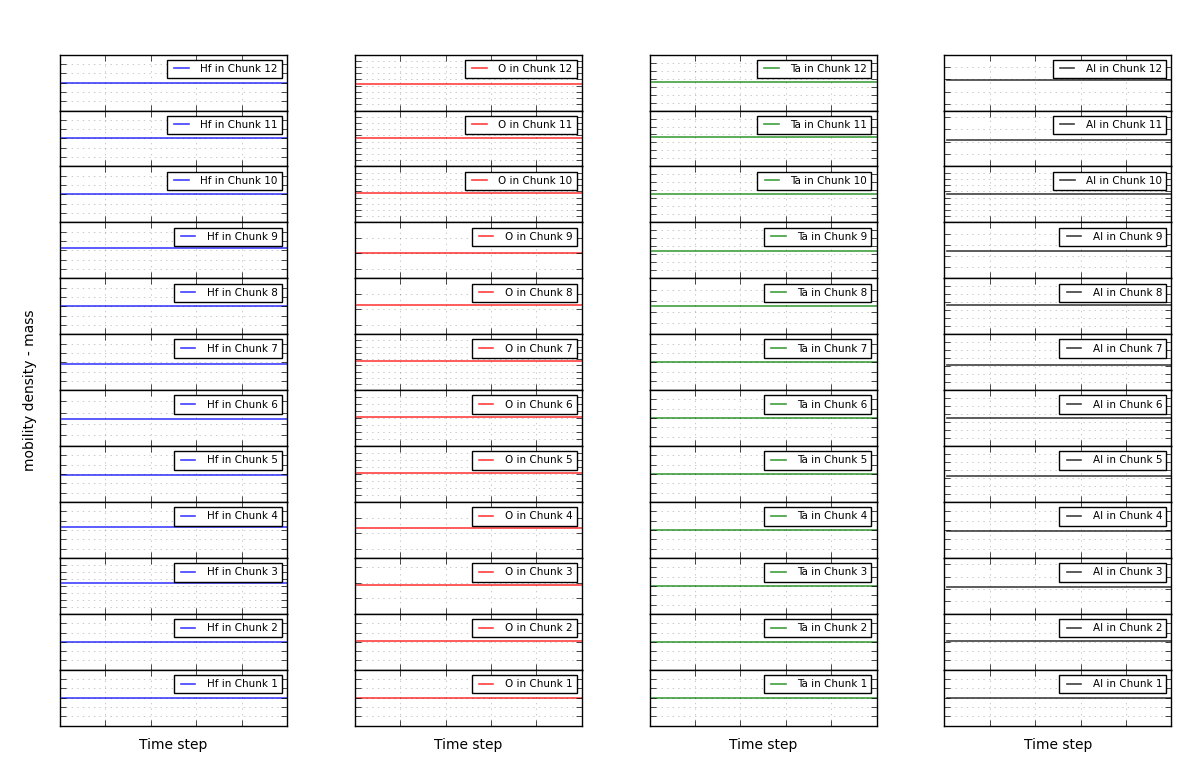 mobility density - mass
Hf in Chunk 12
Hf in Chunk 11
Hf in Chunk 10
Hf in Chunk 9
Hf in Chunk 8
Hf in Chunk 7
Hf in Chunk 6
Hf in Chunk 5
Hf in Chunk 4
Hf in Chunk 3
Hf in Chunk 2
Hf in Chunk 1
Time step
O in Chunk 12
O in Chunk 11
O in Chunk 10
O in Chunk 9
O in Chunk 8
O in Chunk 7
O in Chunk 6
O in Chunk 5
O in Chunk 4
O in Chunk 3
O in Chunk 2
O in Chunk 1
Time step
Ta in Chunk 12
Ta in Chunk 11
Ta in Chunk 10
Ta in Chunk 9
Ta in Chunk 8
Ta in Chunk 7
Ta in Chunk 6
Ta in Chunk 5
Ta in Chunk 4
Ta in Chunk 3
Ta in Chunk 2
Ta in Chunk 1
Time step
Al in Chunk 12
Al in Chunk 11
Al in Chunk 10
Al in Chunk 9
Al in Chunk 8
Al in Chunk 7
Al in Chunk 6
Al in Chunk 5
Al in Chunk 4
Al in Chunk 3
Al in Chunk 2
Al in Chunk 1
Time step